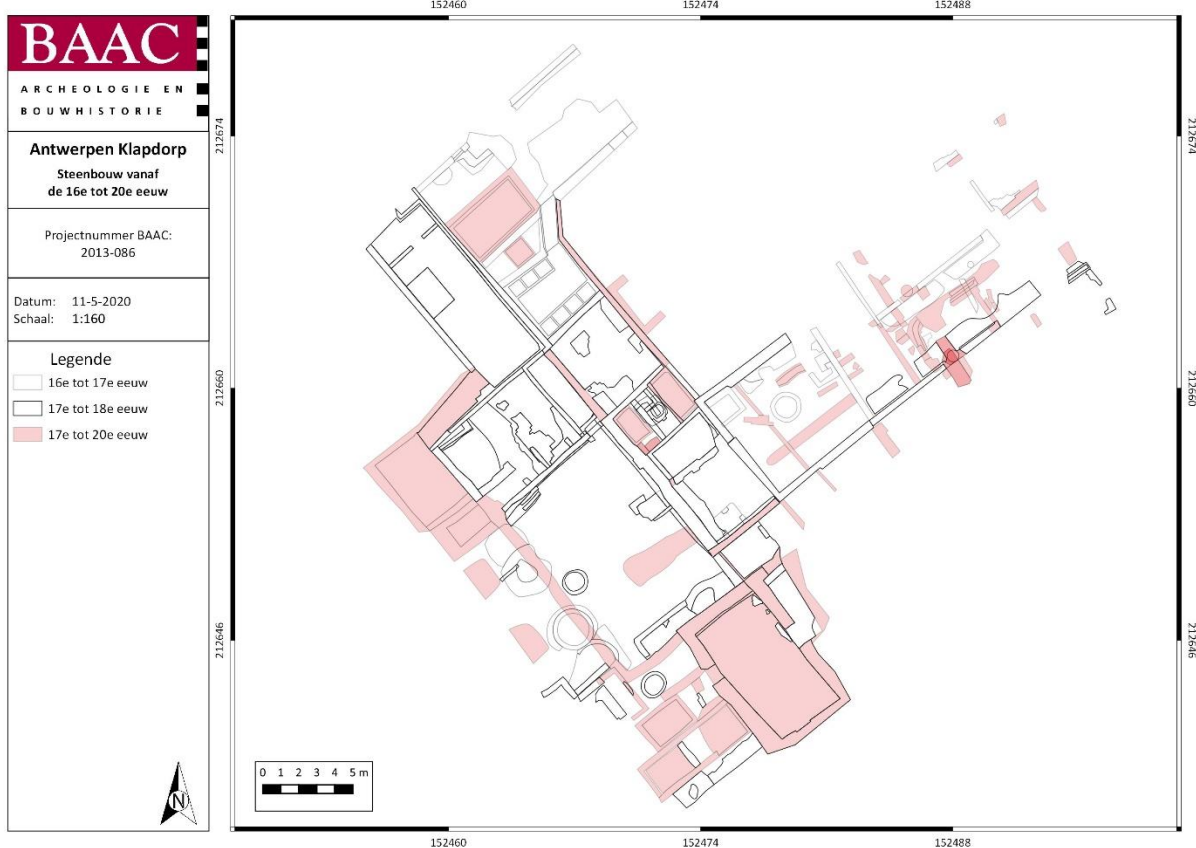 BAAC
ARCHEOLOGIE EN
BOUWHISTORIE
Antwerpen Klapdorp
Steenbouw vanaf
de 16e tot 20e eeuw
Projectnummer BAAC:
2013-086
Datum: 11-5-2020
Schaal: 1:160
Legende
16e tot 17e eeuw
17e tot 18e eeuw
17e tot 20e eeuw
N
152460 152474 152488
212674 212674
212660 212660
212646 212646
0 1 2 3 4 5 m
152460 152474 152488